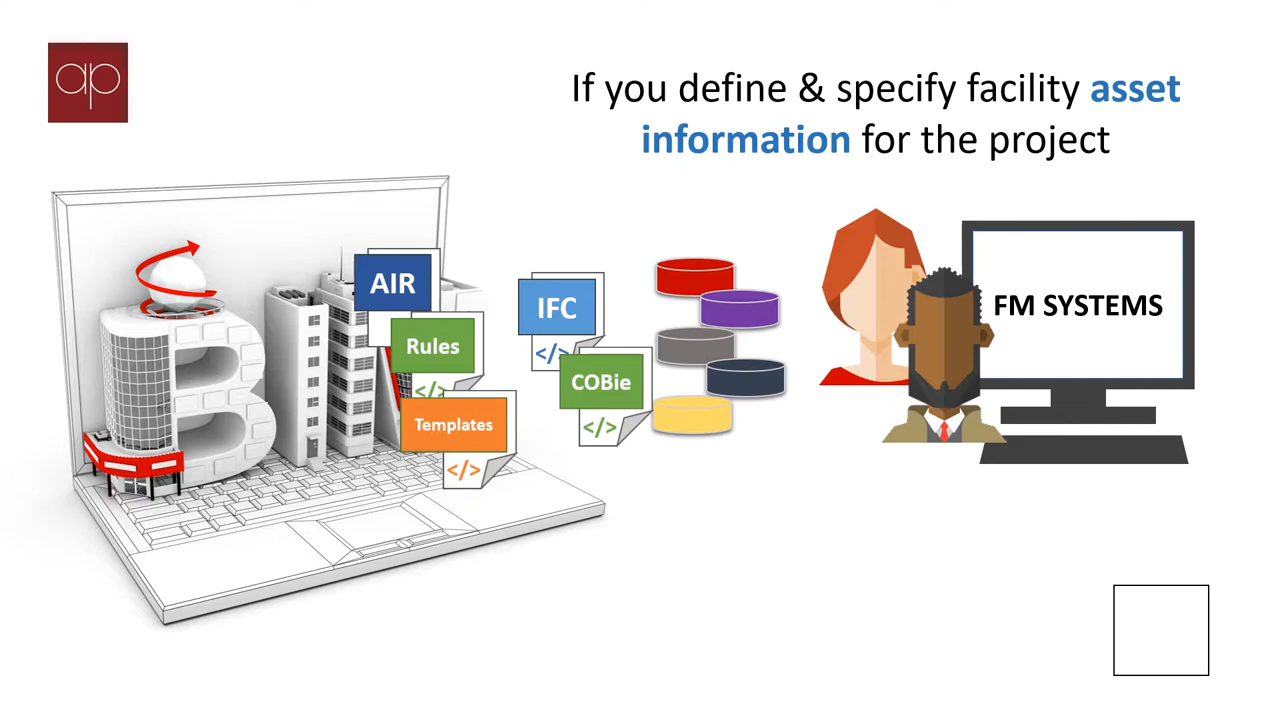 ap
If you define & specify facility asset
information for the project
AIR
Rules
</>
Templates
</>
IFC
</>
COBie
</>
FM SYSTEMS